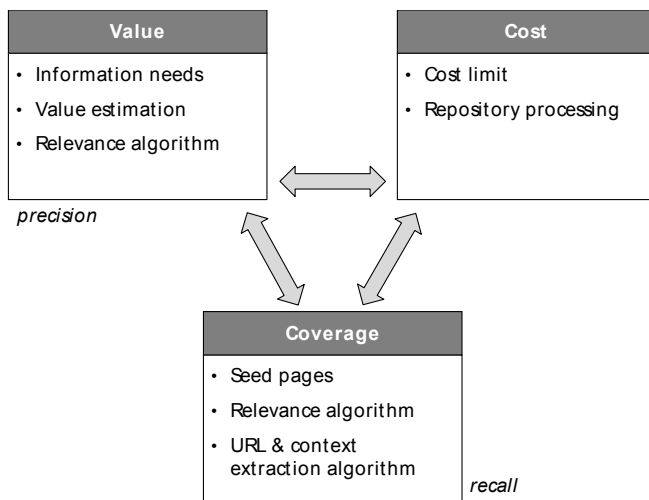 Value
• Information needs
• Value estimation
• Relevance algorithm
precision
Cost
• Cost limit
• Repository processing
Coverage
• Seed pages
• Relevance algorithm
• URL & context
extraction algorithm
recall